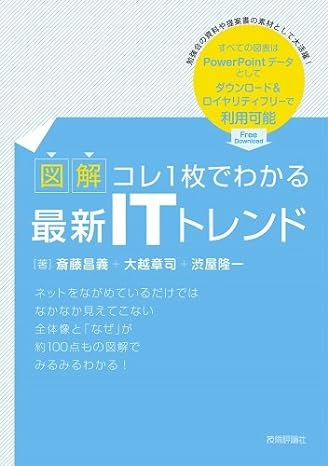 勉強会の資料や提案書の素材として大活躍！
すべての図表は
PowerPointデータ
として
ダウンロード&
ロイヤリティフリーで
利用可能
Free
Download
図解 コレ1枚でわかる
最新ITトレンド
[著] 斎藤昌義+大越章司+渋屋隆一
ネットをながめているだけでは
なかなか見えてこない
全体像と「なぜ」が
約100点もの図解で
みるみるわかる！
技術評論社